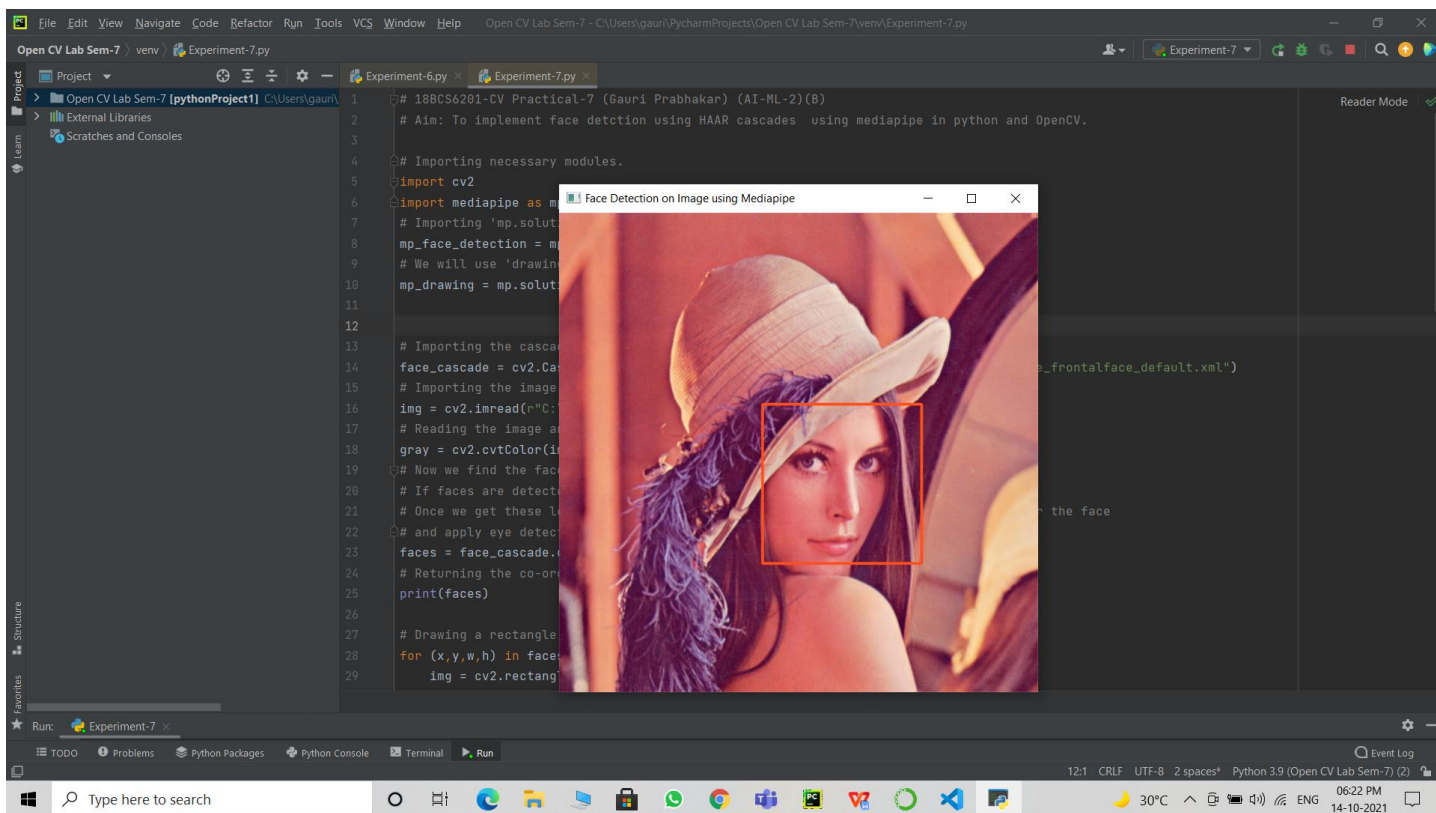 File Edit View Navigate Code Refactor Run Tools VCS Window Help Open CV Lab Sem-7 - C:\Users\gauri\PycharmProjects\Open CV Lab Sem-7\venv\Experiment-7.py
Open CV Lab Sem-7 venv Experiment-7.py Experiment-7
Project Experiment-6.py Experiment-7.py
Project
Open CV Lab Sem-7 [pythonProject1] C:\Users\gauri\
External Libraries
Scratches and Consoles
Learn
Structure
Favorites
Reader Mode
1 # 18BCS6201-CV Practical-7 (Gauri Prabhakar) (AI-ML-2)(B)
2 # Aim: To implement face detction using HAAR cascades  using mediapipe in python and OpenCV.
3
4 # Importing necessary modules.
5 import cv2
6 import mediapipe as m
7 # Importing 'mp.solut
8 mp_face_detection = m
9 # We will use 'drawin
10 mp_drawing = mp.solut
11
12
13 # Importing the casca
14 face_cascade = cv2.Ca e_frontalface_default.xml")
15 # Importing the image
16 img = cv2.imread(r"C:
17 # Reading the image a
18 gray = cv2.cvtColor(i
19 # Now we find the fac
20 # If faces are detect
21 # Once we get these l r the face
22 # and apply eye detec
23 faces = face_cascade.
24 # Returning the co-or
25 print(faces)
26
27 # Drawing a rectangle
28 for (x,y,w,h) in face
29 img = cv2.rectang
Face Detection on Image using Mediapipe
Run: Experiment-7
TODO Problems Python Packages Python Console Terminal Run Event Log
12:1 CRLF UTF-8 2 spaces* Python 3.9 (Open CV Lab Sem-7) (2)
Type here to search 30°C ENG 06:22 PM
14-10-2021